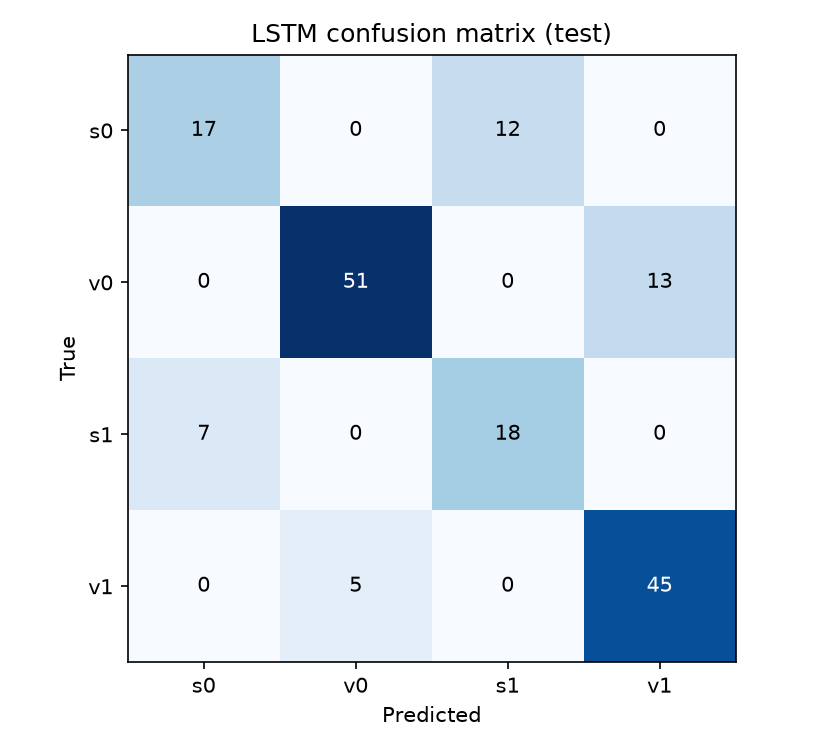 LSTM confusion matrix (test)
s0 17 0 12 0
v0 0 51 0 13
True
s1 7 0 18 0
v1 0 5 0 45
s0 v0 s1 v1
Predicted